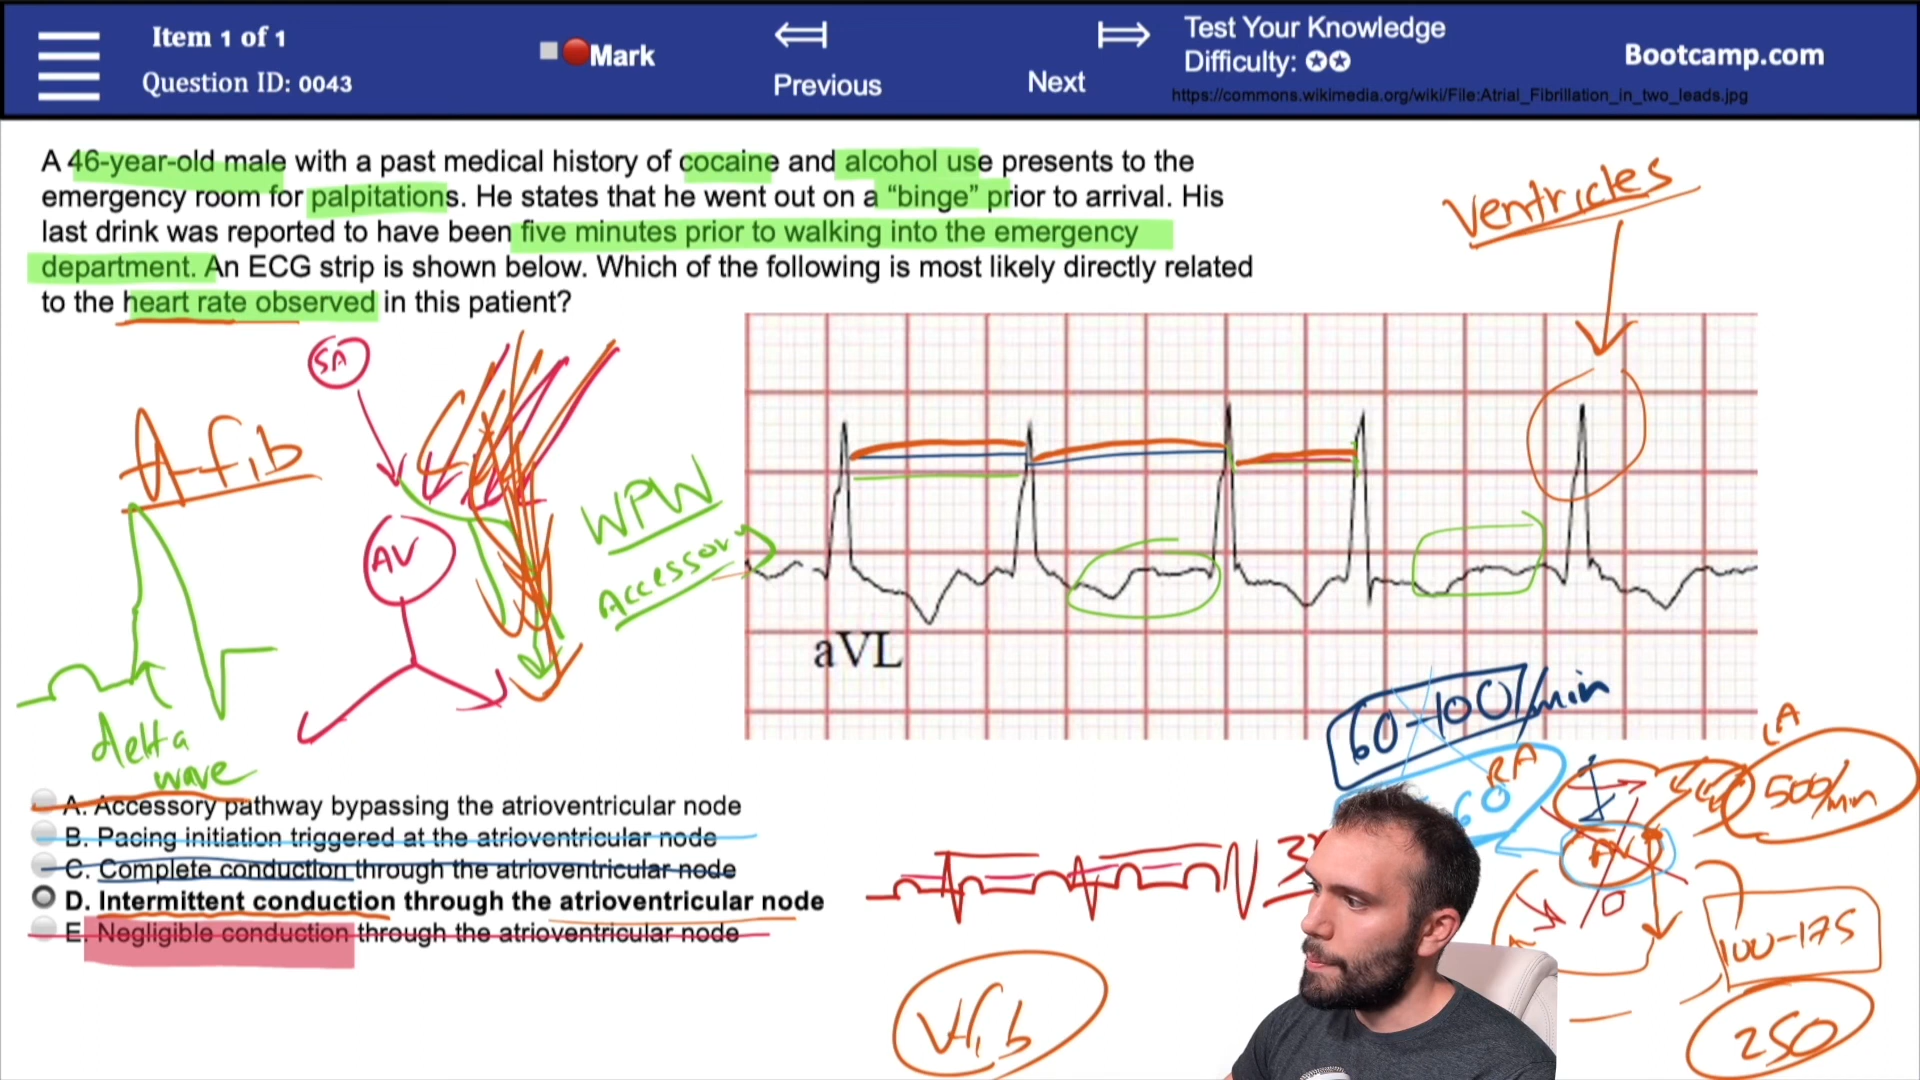 Item 1 of 1
Question ID: 0043
Mark
Previous
Next
Test Your Knowledge
Difficulty:
https://commons.wikimedia.org/wiki/File:Atrial_Fibrillation_in_two_leads.jpg
Bootcamp.com
A 46-year-old male with a past medical history of cocaine and alcohol use presents to the
emergency room for palpitations. He states that he went out on a “binge” prior to arrival. His
last drink was reported to have been five minutes prior to walking into the emergency
department. An ECG strip is shown below. Which of the following is most likely directly related
to the heart rate observed in this patient?
Ventricles
SA
A fib
AV
WPW
Accessory
delta
wave
aVL
60-100/min
RA
LA
60
500/min
AV
A. Accessory pathway bypassing the atrioventricular node
B. Pacing initiation triggered at the atrioventricular node
C. Complete conduction through the atrioventricular node
D. Intermittent conduction through the atrioventricular node
E. Negligible conduction through the atrioventricular node
100-175
Vfib
250